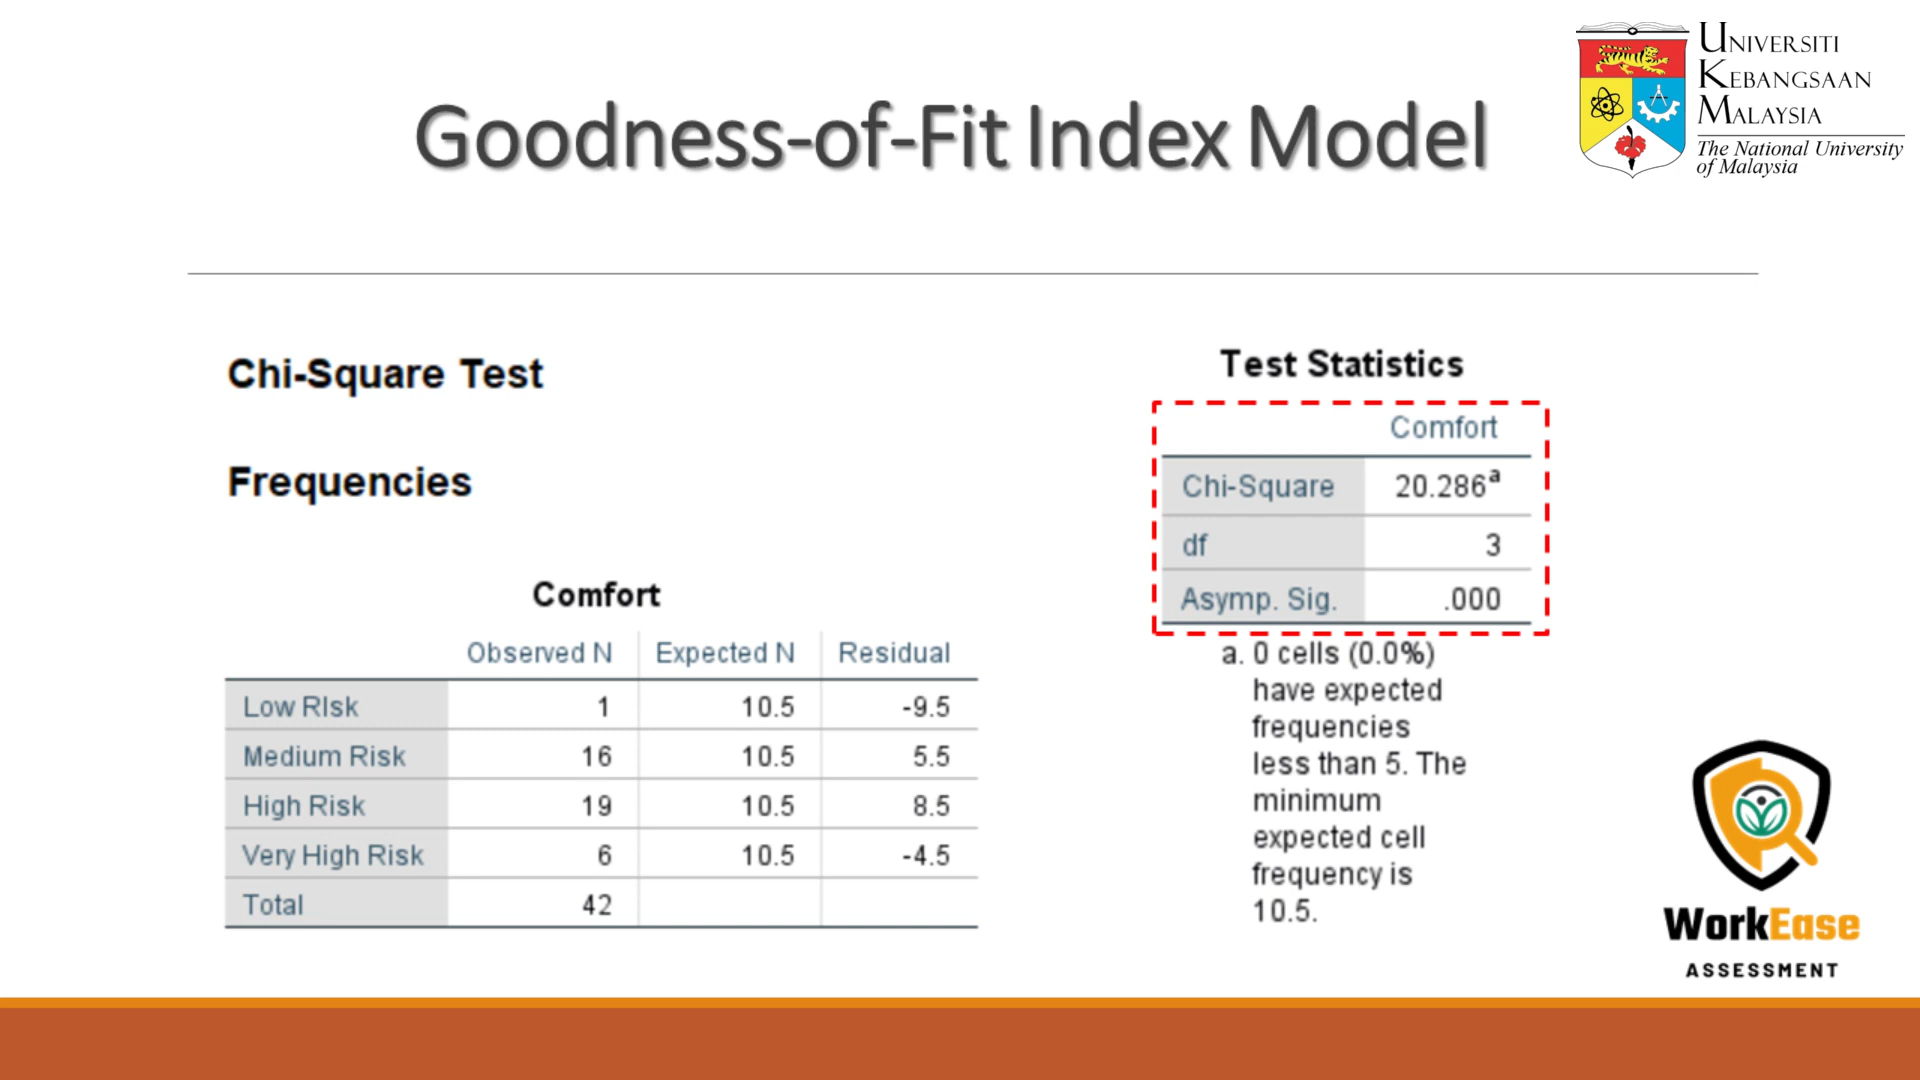 UNIVERSITI
KEBANGSAAN
MALAYSIA
The National University
of Malaysia
Goodness-of-Fit Index Model
Chi-Square Test
Frequencies
Comfort
Observed N Expected N Residual
Low RIsk 1 10.5 -9.5
Medium Risk 16 10.5 5.5
High Risk 19 10.5 8.5
Very High Risk 6 10.5 -4.5
Total 42
Test Statistics
Comfort
Chi-Square 20.286a
df 3
Asymp. Sig. .000
a. 0 cells (0.0%)
have expected
frequencies
less than 5. The
minimum
expected cell
frequency is
10.5.
WorkEase
ASSESSMENT